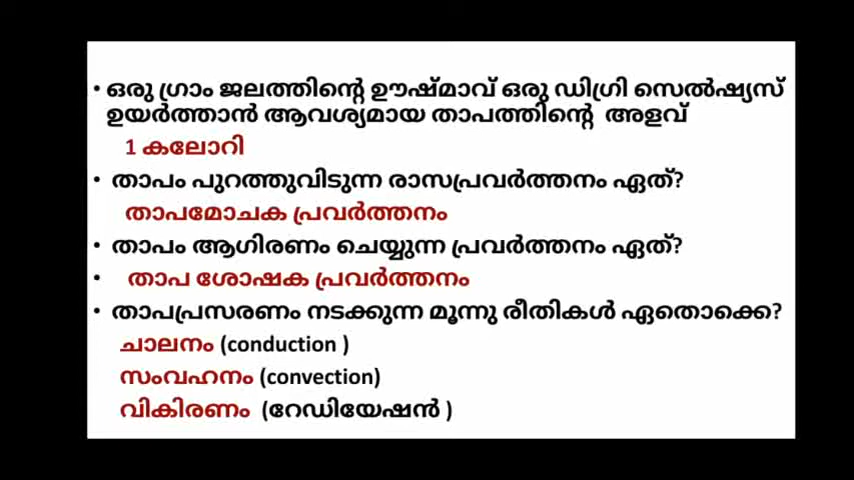 • ഒരു ഗ്രാം ജലത്തിന്റെ ഊഷ്മാവ് ഒരു ഡിഗ്രി സെൽഷ്യസ്
ഉയർത്താൻ ആവശ്യമായ താപത്തിന്റെ അളവ്
1 കലോറി
• താപം പുറത്തുവിടുന്ന രാസപ്രവർത്തനം ഏത്?
താപമോചക പ്രവർത്തനം
• താപം ആഗിരണം ചെയ്യുന്ന പ്രവർത്തനം ഏത്?
• താപ ശോഷക പ്രവർത്തനം
• താപപ്രസരണം നടക്കുന്ന മൂന്നു രീതികൾ ഏതൊക്കെ?
ചാലനം (conduction )
സംവഹനം (convection)
വികിരണം (റേഡിയേഷൻ )